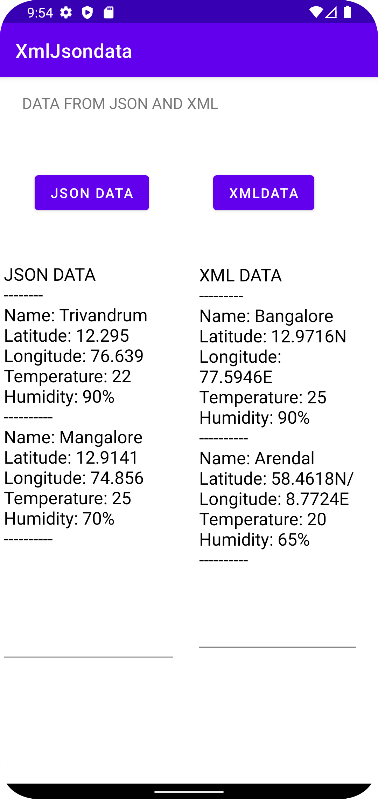 9:54
XmlJsondata
DATA FROM JSON AND XML
JSON DATA
XMLDATA
JSON DATA
--------
Name: Trivandrum
Latitude: 12.295
Longitude: 76.639
Temperature: 22
Humidity: 90%
----------
Name: Mangalore
Latitude: 12.9141
Longitude: 74.856
Temperature: 25
Humidity: 70%
----------
XML DATA
---------
Name: Bangalore
Latitude: 12.9716N
Longitude:
77.5946E
Temperature: 25
Humidity: 90%
----------
Name: Arendal
Latitude: 58.4618N/
Longitude: 8.7724E
Temperature: 20
Humidity: 65%
----------